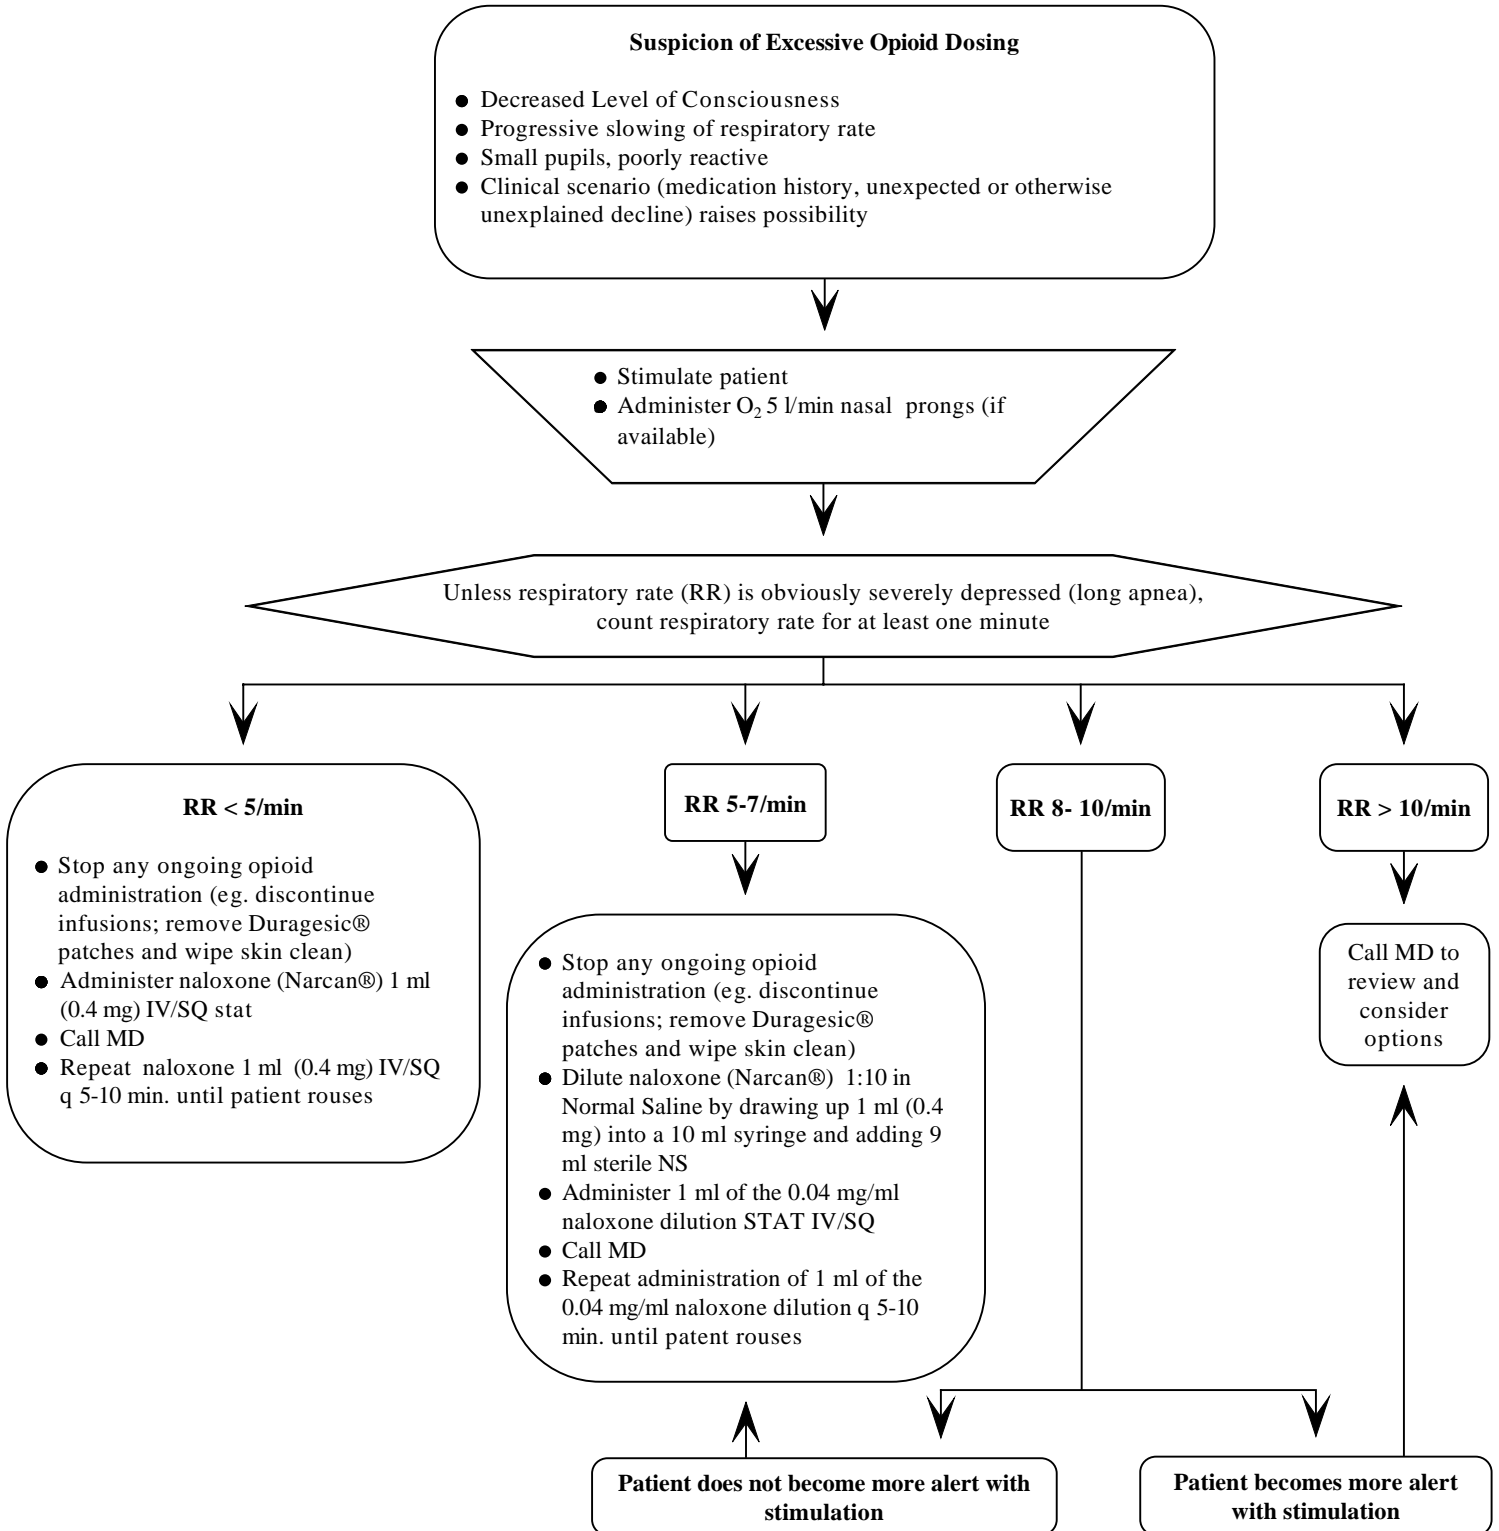 Suspicion of Excessive Opioid Dosing
● Decreased Level of Consciousness
● Progressive slowing of respiratory rate
● Small pupils, poorly reactive
● Clinical scenario (medication history, unexpected or otherwise
unexplained decline) raises possibility
● Stimulate patient
● Administer O₂ 5 l/min nasal prongs (if
available)
Unless respiratory rate (RR) is obviously severely depressed (long apnea),
count respiratory rate for at least one minute
RR < 5/min
● Stop any ongoing opioid
administration (eg. discontinue
infusions; remove Duragesic®
patches and wipe skin clean)
● Administer naloxone (Narcan®) 1 ml
(0.4 mg) IV/SQ stat
● Call MD
● Repeat naloxone 1 ml (0.4 mg) IV/SQ
q 5-10 min. until patient rouses
RR 5-7/min
● Stop any ongoing opioid
administration (eg. discontinue
infusions; remove Duragesic®
patches and wipe skin clean)
● Dilute naloxone (Narcan®) 1:10 in
Normal Saline by drawing up 1 ml (0.4
mg) into a 10 ml syringe and adding 9
ml sterile NS
● Administer 1 ml of the 0.04 mg/ml
naloxone dilution STAT IV/SQ
● Call MD
● Repeat administration of 1 ml of the
0.04 mg/ml naloxone dilution q 5-10
min. until patent rouses
RR 8- 10/min
RR > 10/min
Call MD to
review and
consider
options
Patient does not become more alert with
stimulation
Patient becomes more alert
with stimulation